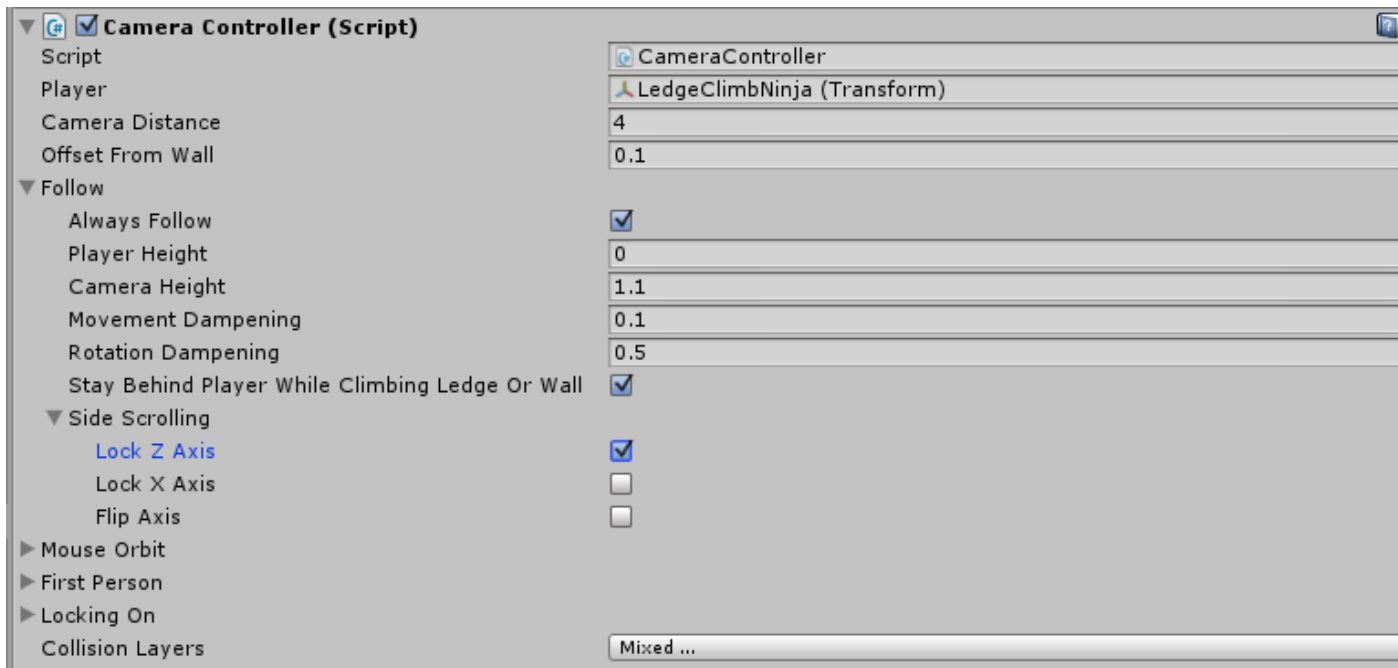 Camera Controller (Script)
Script CameraController
Player LedgeClimbNinja (Transform)
Camera Distance 4
Offset From Wall 0.1
Follow
Always Follow
Player Height 0
Camera Height 1.1
Movement Dampening 0.1
Rotation Dampening 0.5
Stay Behind Player While Climbing Ledge Or Wall
Side Scrolling
Lock Z Axis
Lock X Axis
Flip Axis
Mouse Orbit
First Person
Locking On
Collision Layers Mixed ...